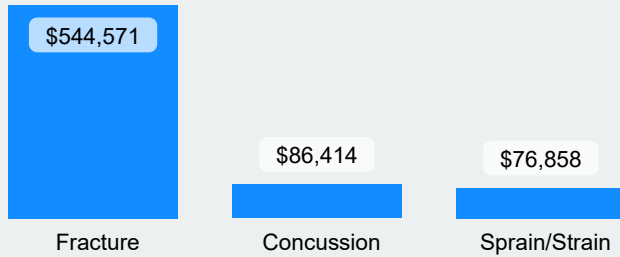 $544,571
$86,414
$76,858
Fracture
Concussion
Sprain/Strain